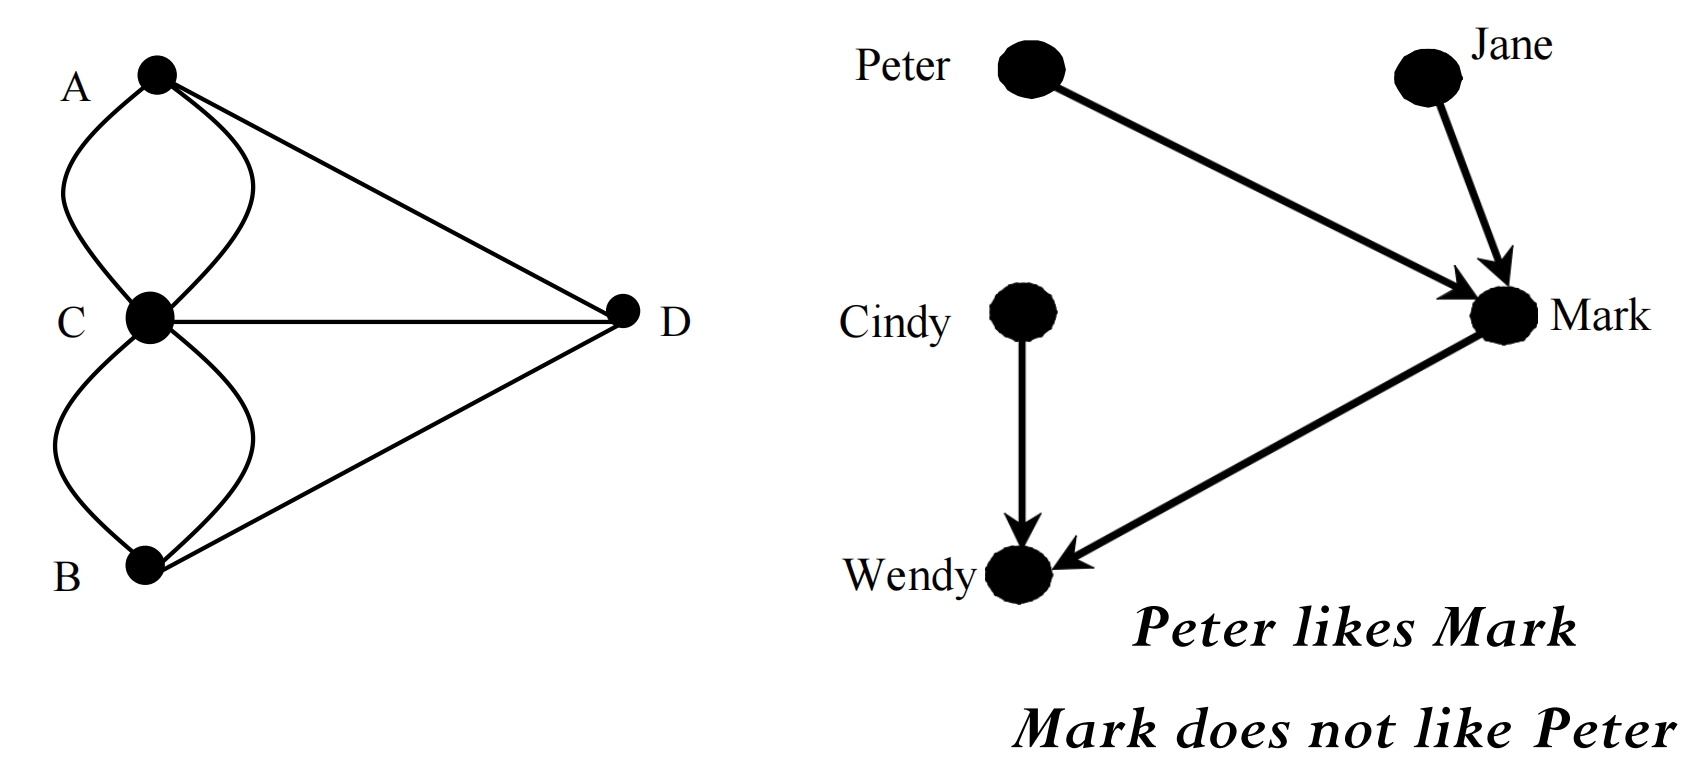 A
C
D
B
Peter
Jane
Cindy
Mark
Wendy
Peter likes Mark
Mark does not like Peter